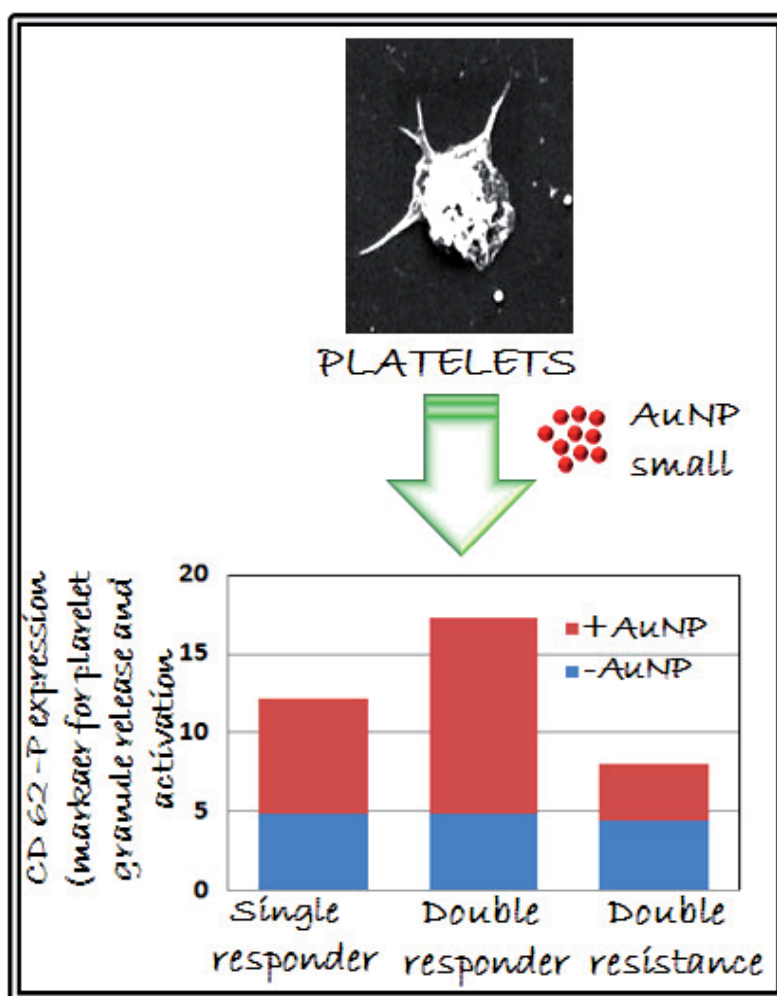 PLATELETS
AuNP
small
CD 62-P expression
(markaer for plarelet
granule release and
activation
20
15
10
5
0
+AuNP
-AuNP
Single
responder
Double
responder
Double
resistance